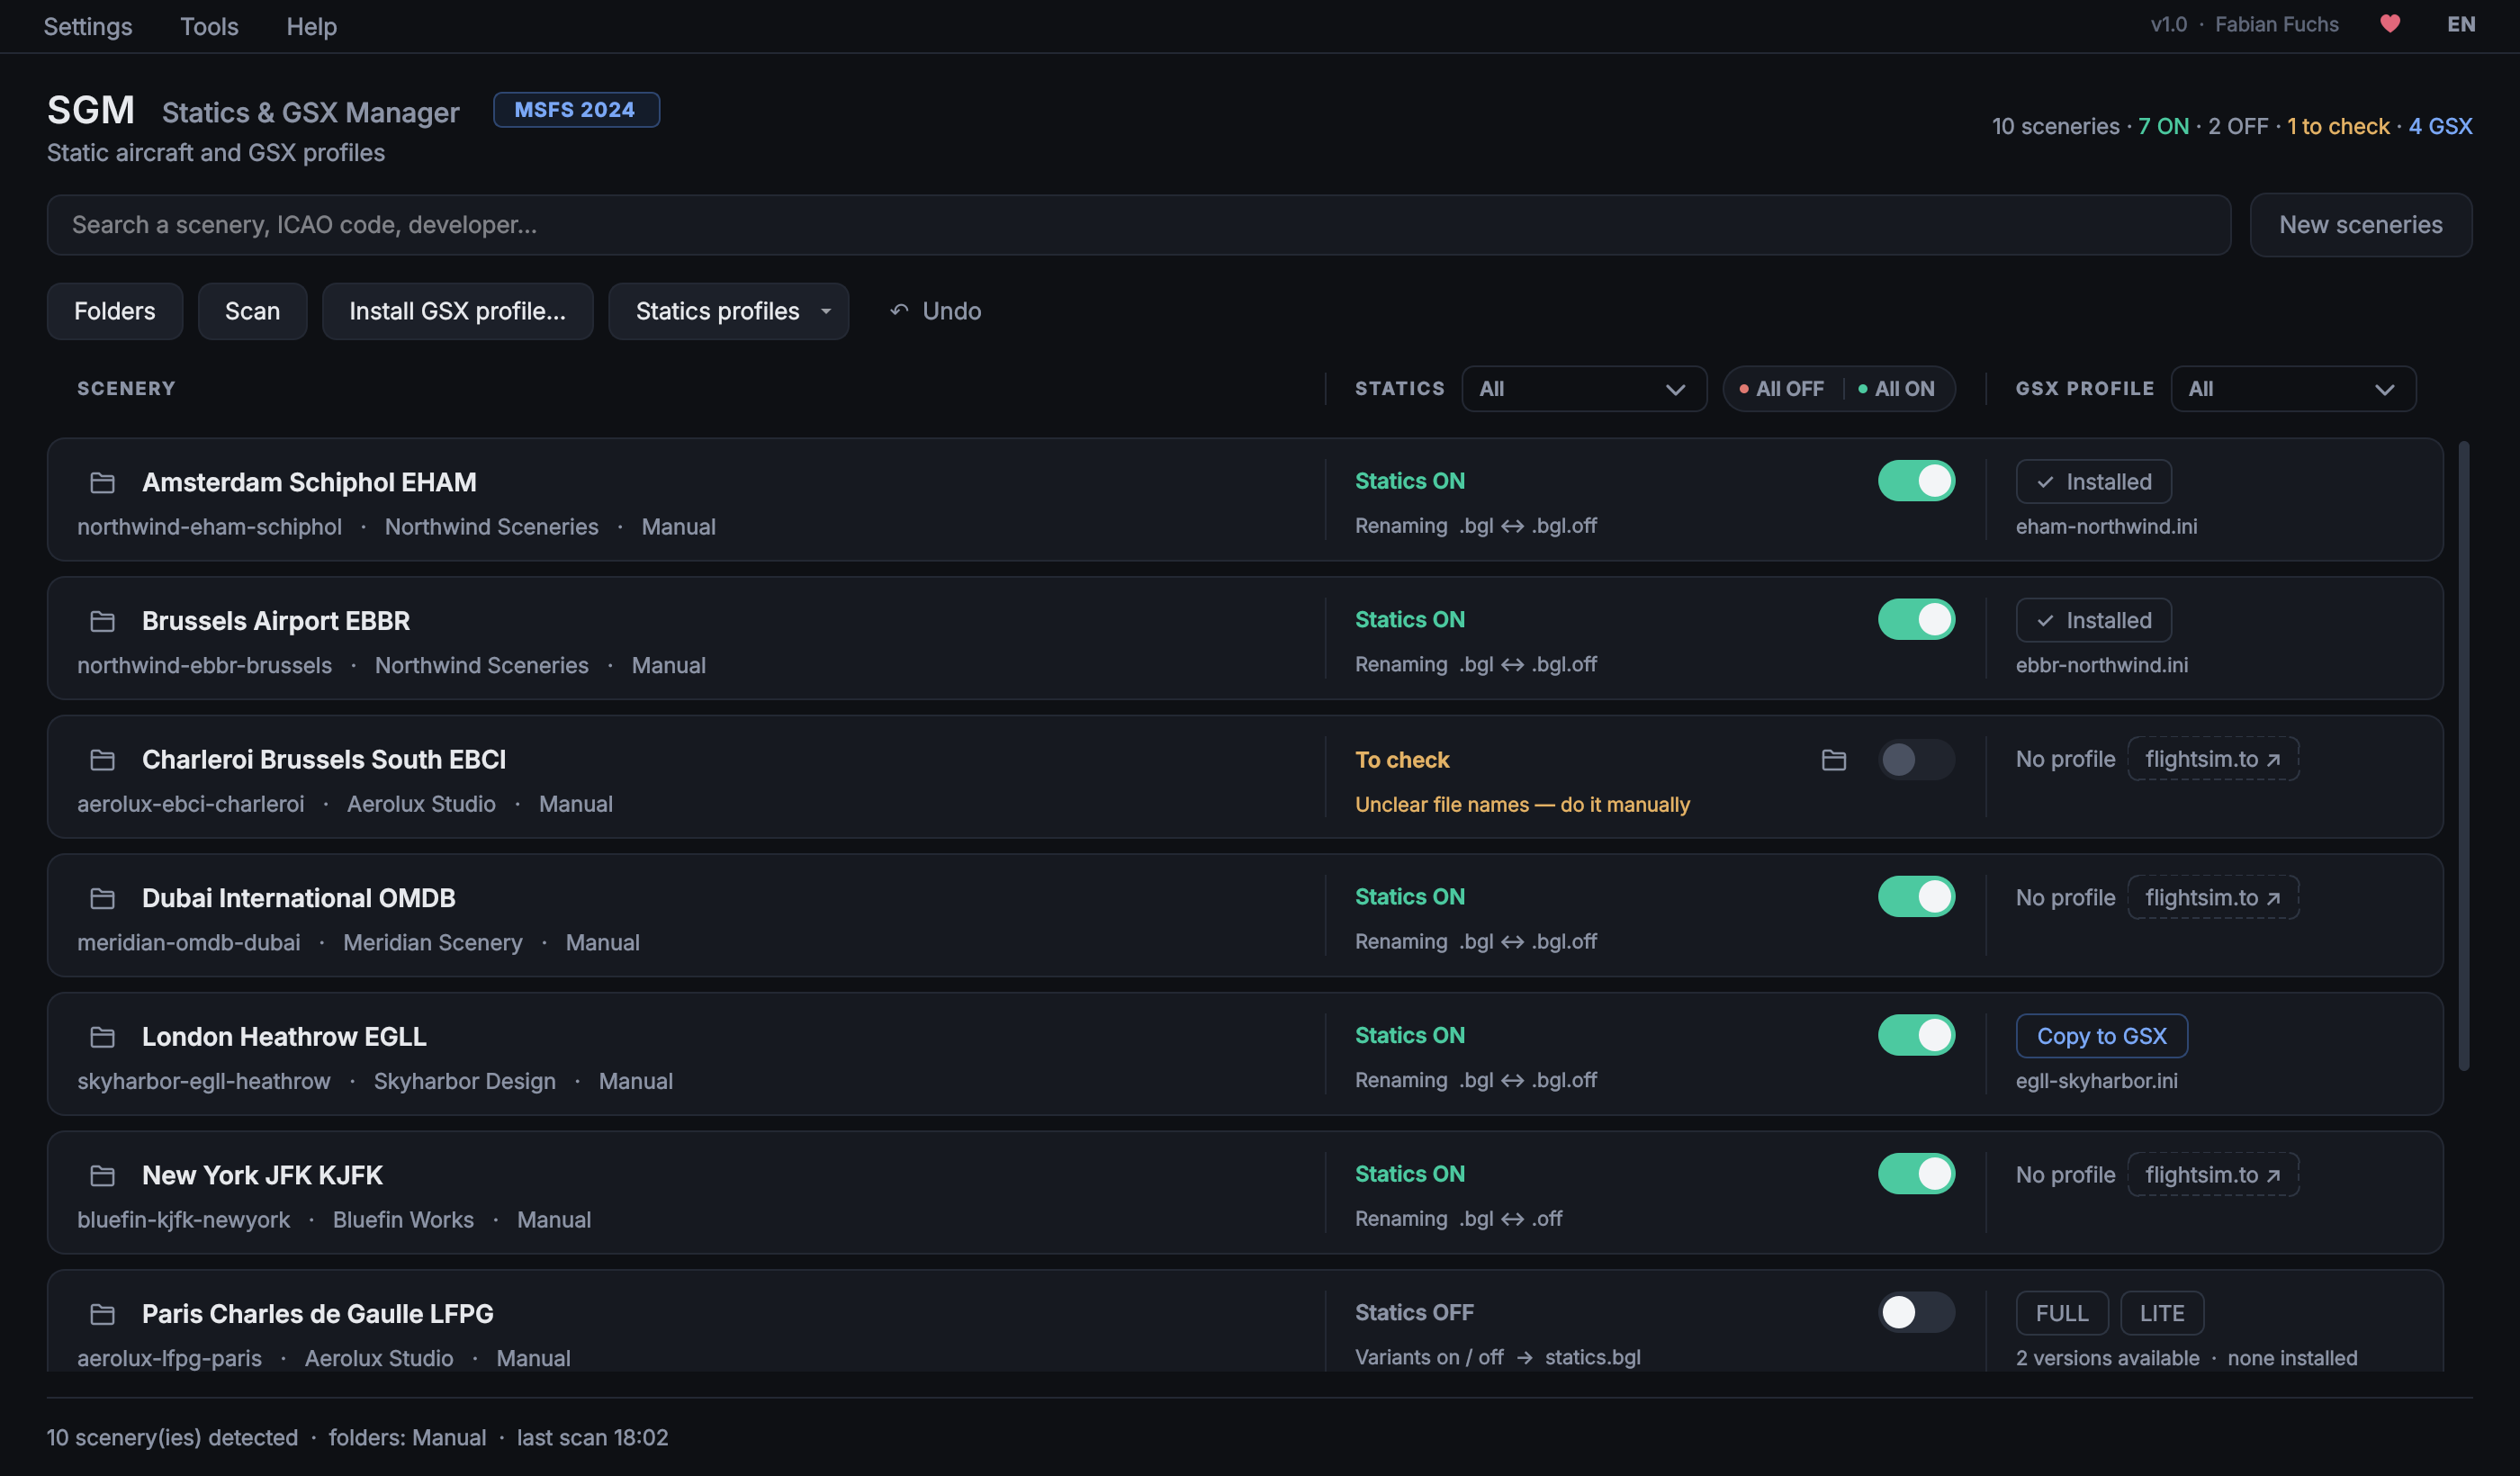 Settings Tools Help v1.0 · Fabian Fuchs EN
SGM Statics & GSX Manager MSFS 2024
Static aircraft and GSX profiles
10 sceneries · 7 ON · 2 OFF · 1 to check · 4 GSX
Search a scenery, ICAO code, developer... New sceneries
Folders Scan Install GSX profile... Statics profiles Undo
SCENERY STATICS All All OFF All ON GSX PROFILE All
Amsterdam Schiphol EHAM Statics ON Installed
northwind-eham-schiphol · Northwind Sceneries · Manual Renaming .bgl ↔ .bgl.off eham-northwind.ini
Brussels Airport EBBR Statics ON Installed
northwind-ebbr-brussels · Northwind Sceneries · Manual Renaming .bgl ↔ .bgl.off ebbr-northwind.ini
Charleroi Brussels South EBCI To check No profile flightsim.to ↗
aerolux-ebci-charleroi · Aerolux Studio · Manual Unclear file names — do it manually
Dubai International OMDB Statics ON No profile flightsim.to ↗
meridian-omdb-dubai · Meridian Scenery · Manual Renaming .bgl ↔ .bgl.off
London Heathrow EGLL Statics ON Copy to GSX
skyharbor-egll-heathrow · Skyharbor Design · Manual Renaming .bgl ↔ .bgl.off egll-skyharbor.ini
New York JFK KJFK Statics ON No profile flightsim.to ↗
bluefin-kjfk-newyork · Bluefin Works · Manual Renaming .bgl ↔ .off
Paris Charles de Gaulle LFPG Statics OFF FULL LITE
aerolux-lfpg-paris · Aerolux Studio · Manual Variants on / off → statics.bgl 2 versions available · none installed
10 scenery(ies) detected · folders: Manual · last scan 18:02